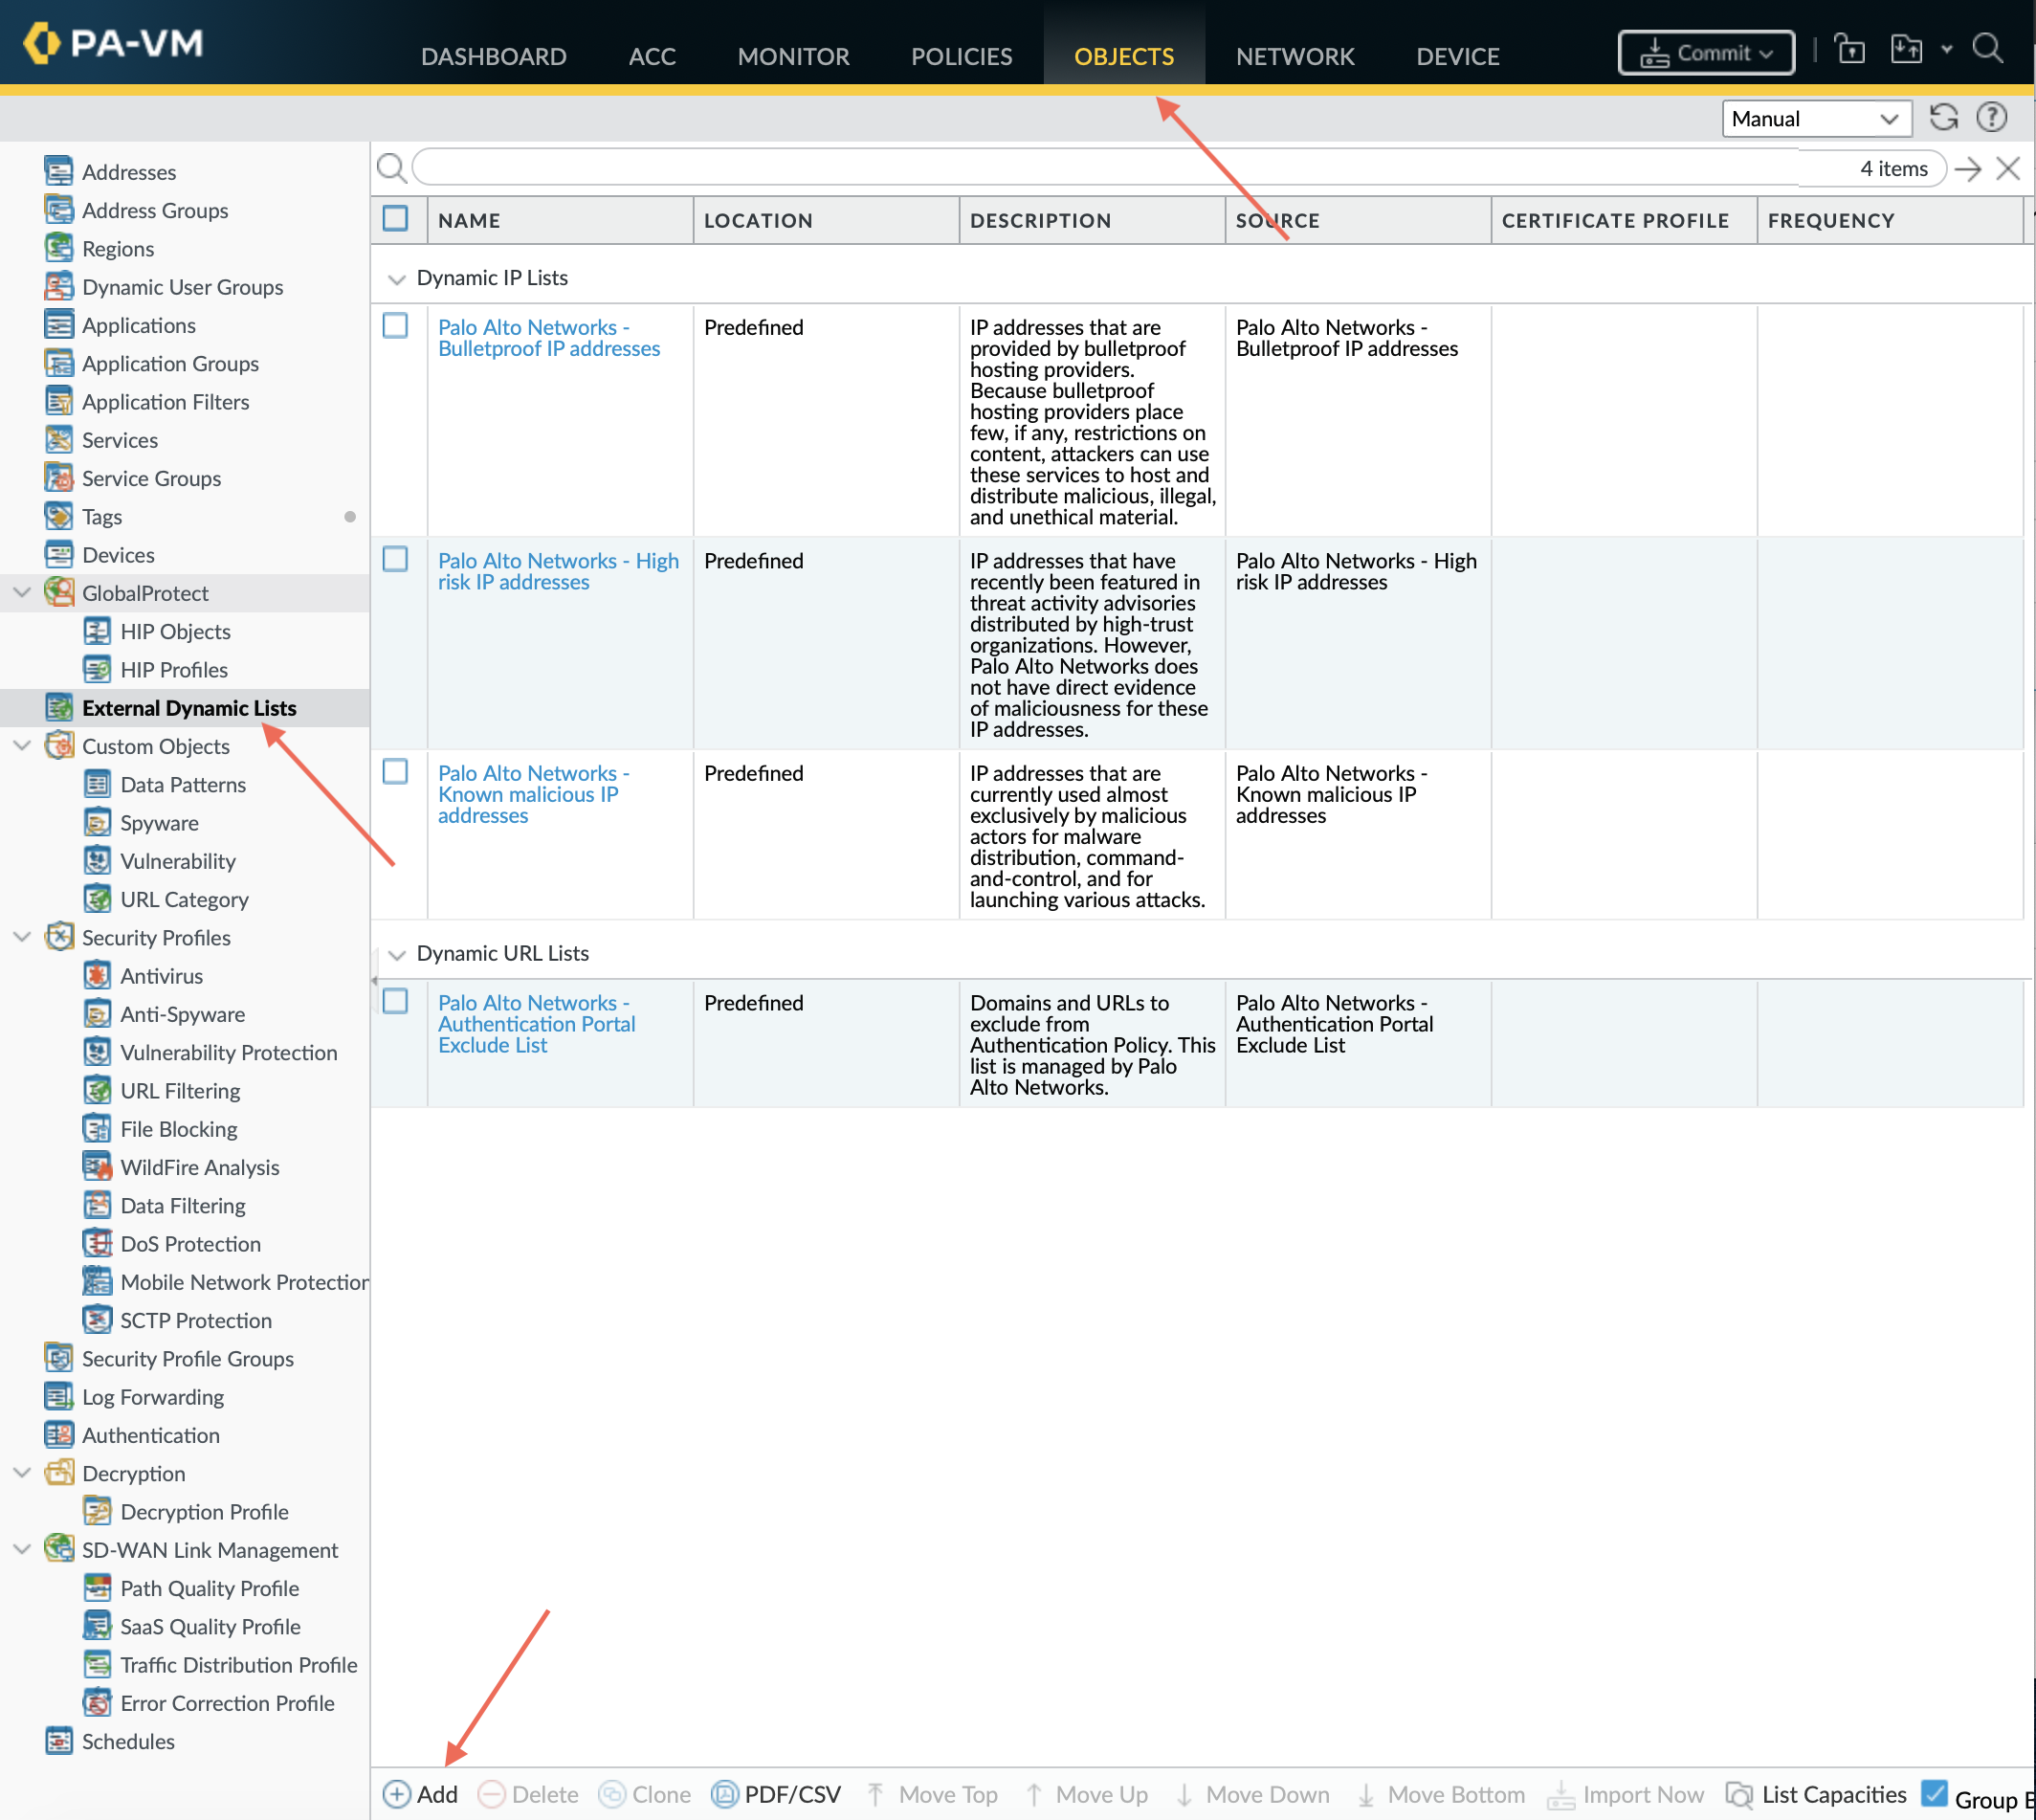 PA-VM
DASHBOARD
ACC
MONITOR
POLICIES
OBJECTS
NETWORK
DEVICE
Commit
Manual
Addresses
Address Groups
Regions
Dynamic User Groups
Applications
Application Groups
Application Filters
Services
Service Groups
Tags
Devices
GlobalProtect
HIP Objects
HIP Profiles
External Dynamic Lists
Custom Objects
Data Patterns
Spyware
Vulnerability
URL Category
Security Profiles
Antivirus
Anti-Spyware
Vulnerability Protection
URL Filtering
File Blocking
WildFire Analysis
Data Filtering
DoS Protection
Mobile Network Protection
SCTP Protection
Security Profile Groups
Log Forwarding
Authentication
Decryption
Decryption Profile
SD-WAN Link Management
Path Quality Profile
SaaS Quality Profile
Traffic Distribution Profile
Error Correction Profile
Schedules
4 items
NAME
LOCATION
DESCRIPTION
SOURCE
CERTIFICATE PROFILE
FREQUENCY
Dynamic IP Lists
Palo Alto Networks -
Bulletproof IP addresses
Predefined
IP addresses that are
provided by bulletproof
hosting providers.
Because bulletproof
hosting providers place
few, if any, restrictions on
content, attackers can use
these services to host and
distribute malicious, illegal,
and unethical material.
Palo Alto Networks -
Bulletproof IP addresses
Palo Alto Networks - High
risk IP addresses
Predefined
IP addresses that have
recently been featured in
threat activity advisories
distributed by high-trust
organizations. However,
Palo Alto Networks does
not have direct evidence
of maliciousness for these
IP addresses.
Palo Alto Networks - High
risk IP addresses
Palo Alto Networks -
Known malicious IP
addresses
Predefined
IP addresses that are
currently used almost
exclusively by malicious
actors for malware
distribution, command-
and-control, and for
launching various attacks.
Palo Alto Networks -
Known malicious IP
addresses
Dynamic URL Lists
Palo Alto Networks -
Authentication Portal
Exclude List
Predefined
Domains and URLs to
exclude from
Authentication Policy. This
list is managed by Palo
Alto Networks.
Palo Alto Networks -
Authentication Portal
Exclude List
Add
Delete
Clone
PDF/CSV
Move Top
Move Up
Move Down
Move Bottom
Import Now
List Capacities
Group